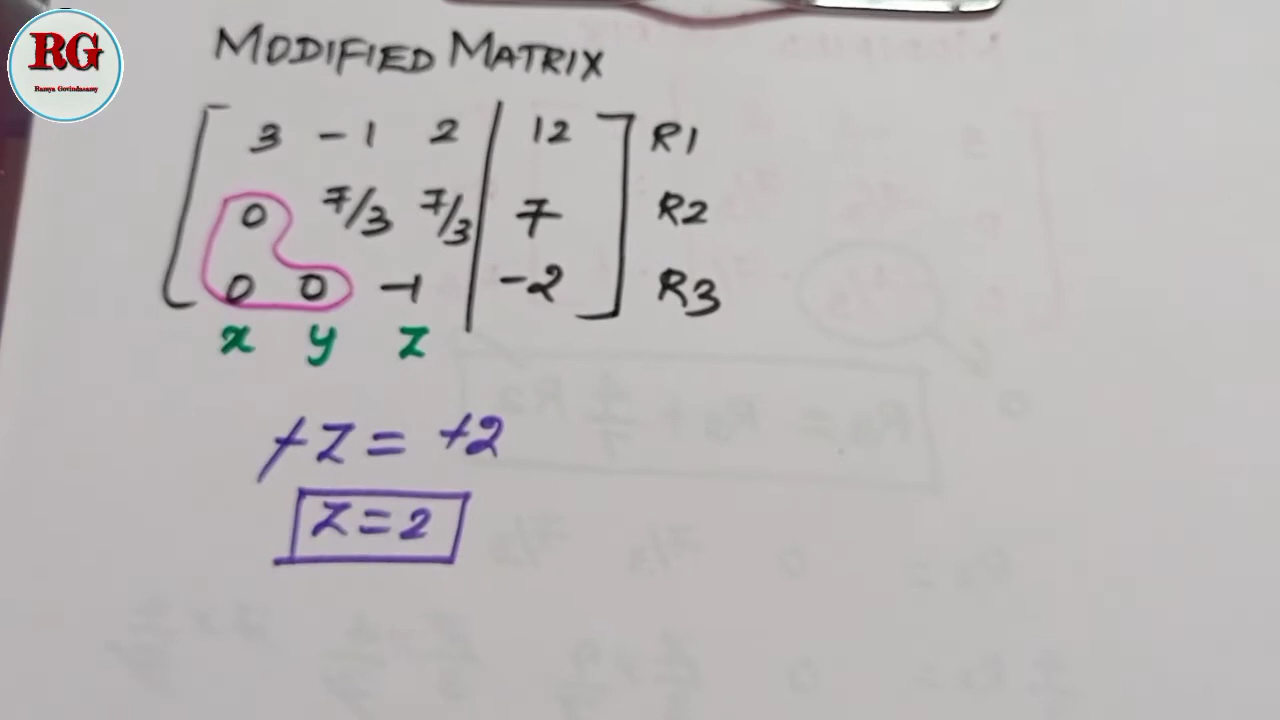 RG
Ramya Govindasamy
MODIFIED MATRIX
3 -1 2 12 R1
0 7/3 7/3 7 R2
0 0 -1 -2 R3
x y z
-z = +2
z = 2